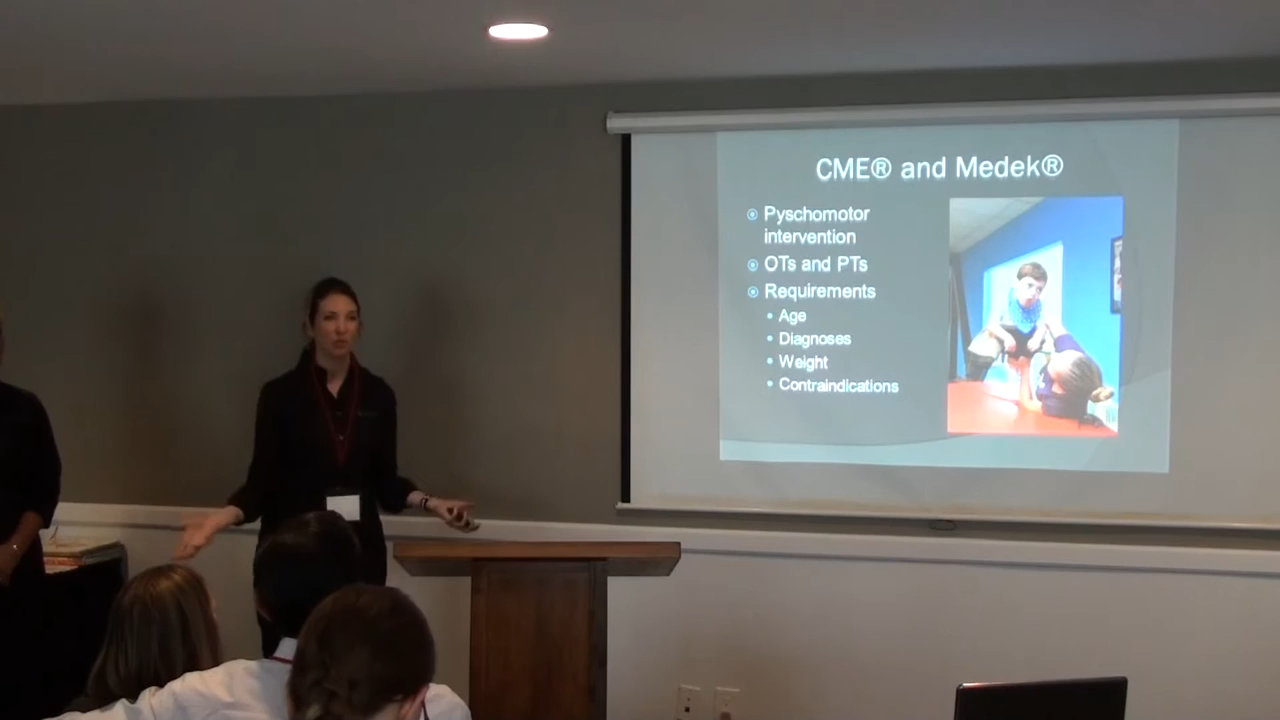 CME® and Medek®
Pyschomotor
intervention
OTs and PTs
Requirements
Age
Diagnoses
Weight
Contraindications